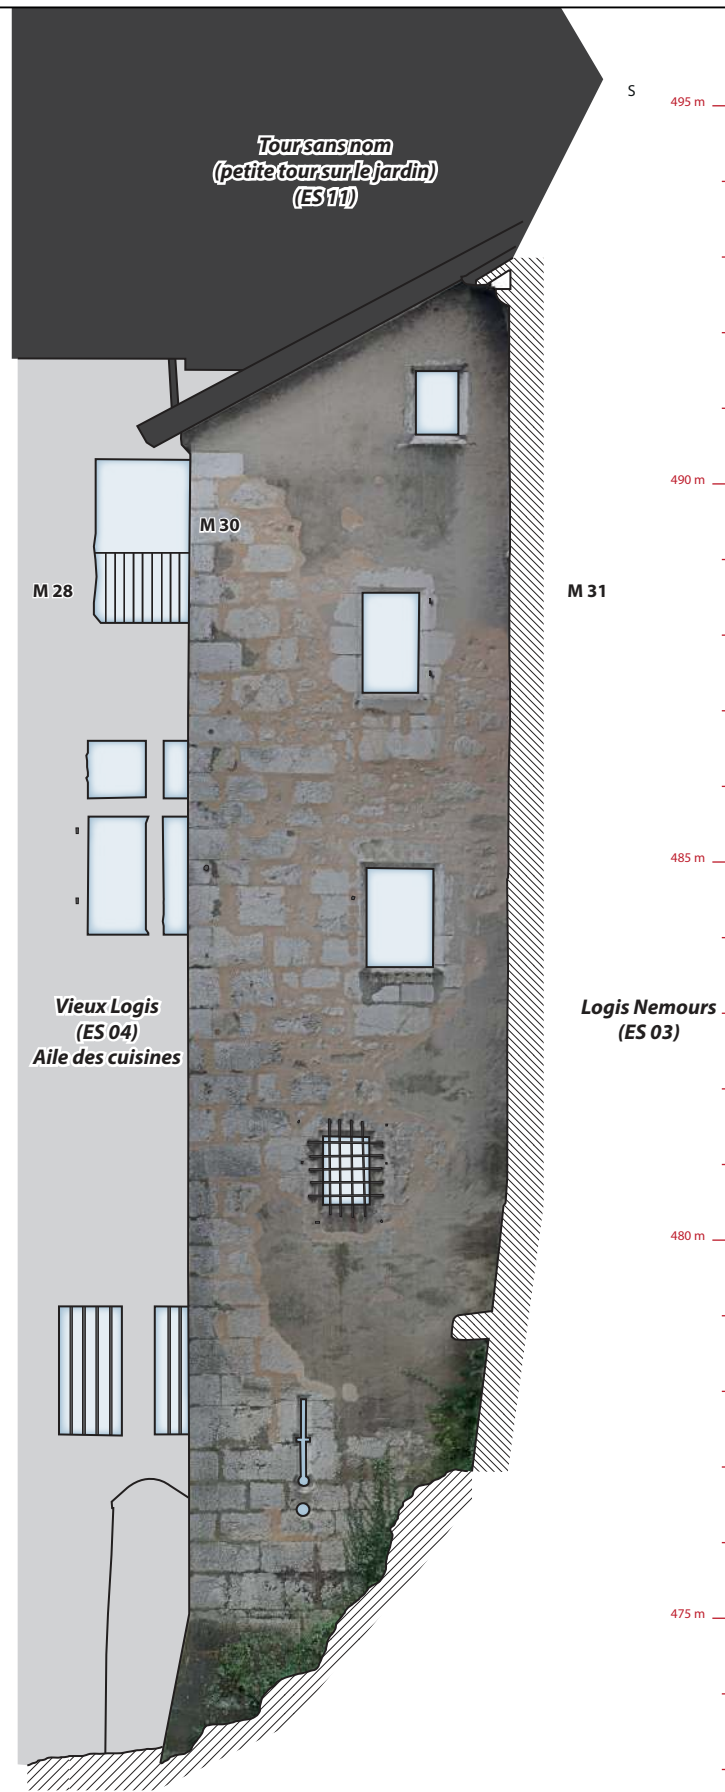 S
495 m
Tour sans nom
(petite tour sur le jardin)
(ES 11)
490 m
M 30
M 28
M 31
485 m
Vieux Logis
(ES 04)
Aile des cuisines
Logis Nemours
(ES 03)
480 m
475 m